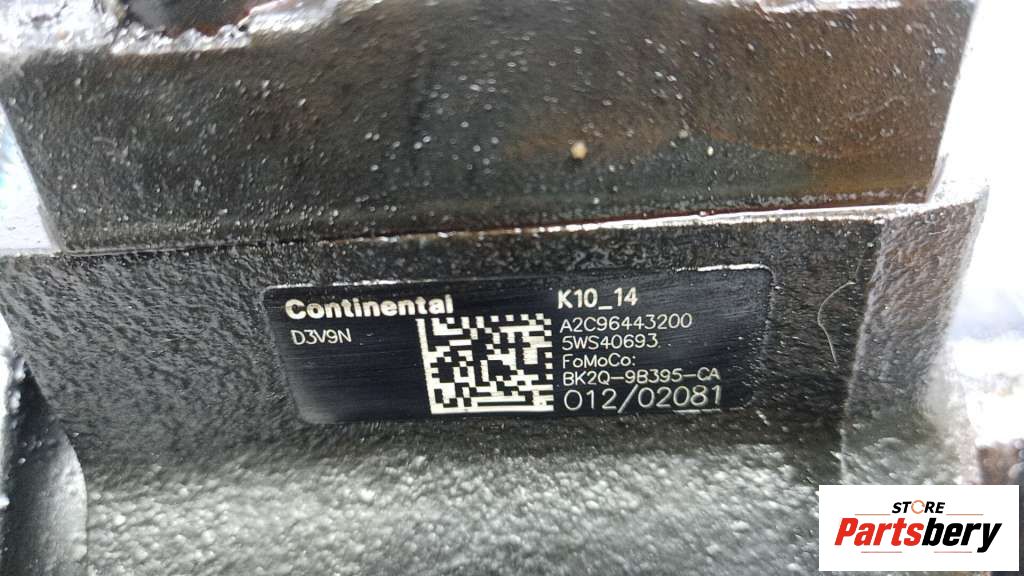 Continental
D3V9N
K10_14
A2C96443200
5WS40693
FoMoCo:
BK2Q-9B395-CA
012/02081
STORE
Partsbery